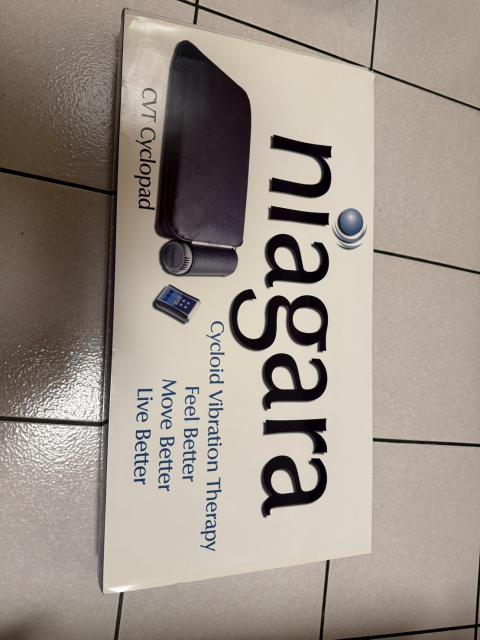 niagara
Cycloid Vibration Therapy
Feel Better
Move Better
Live Better
CVT Cyclopad